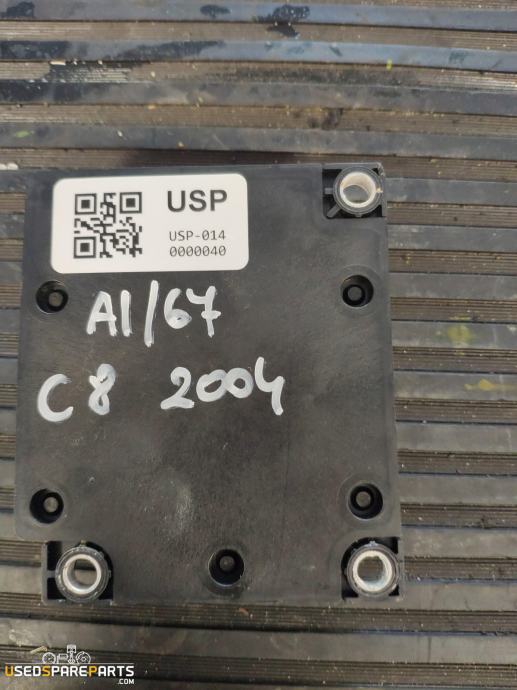 USP
USP-014
0000040
A1/67
C8 2004
USEDSPAREPARTS
.COM